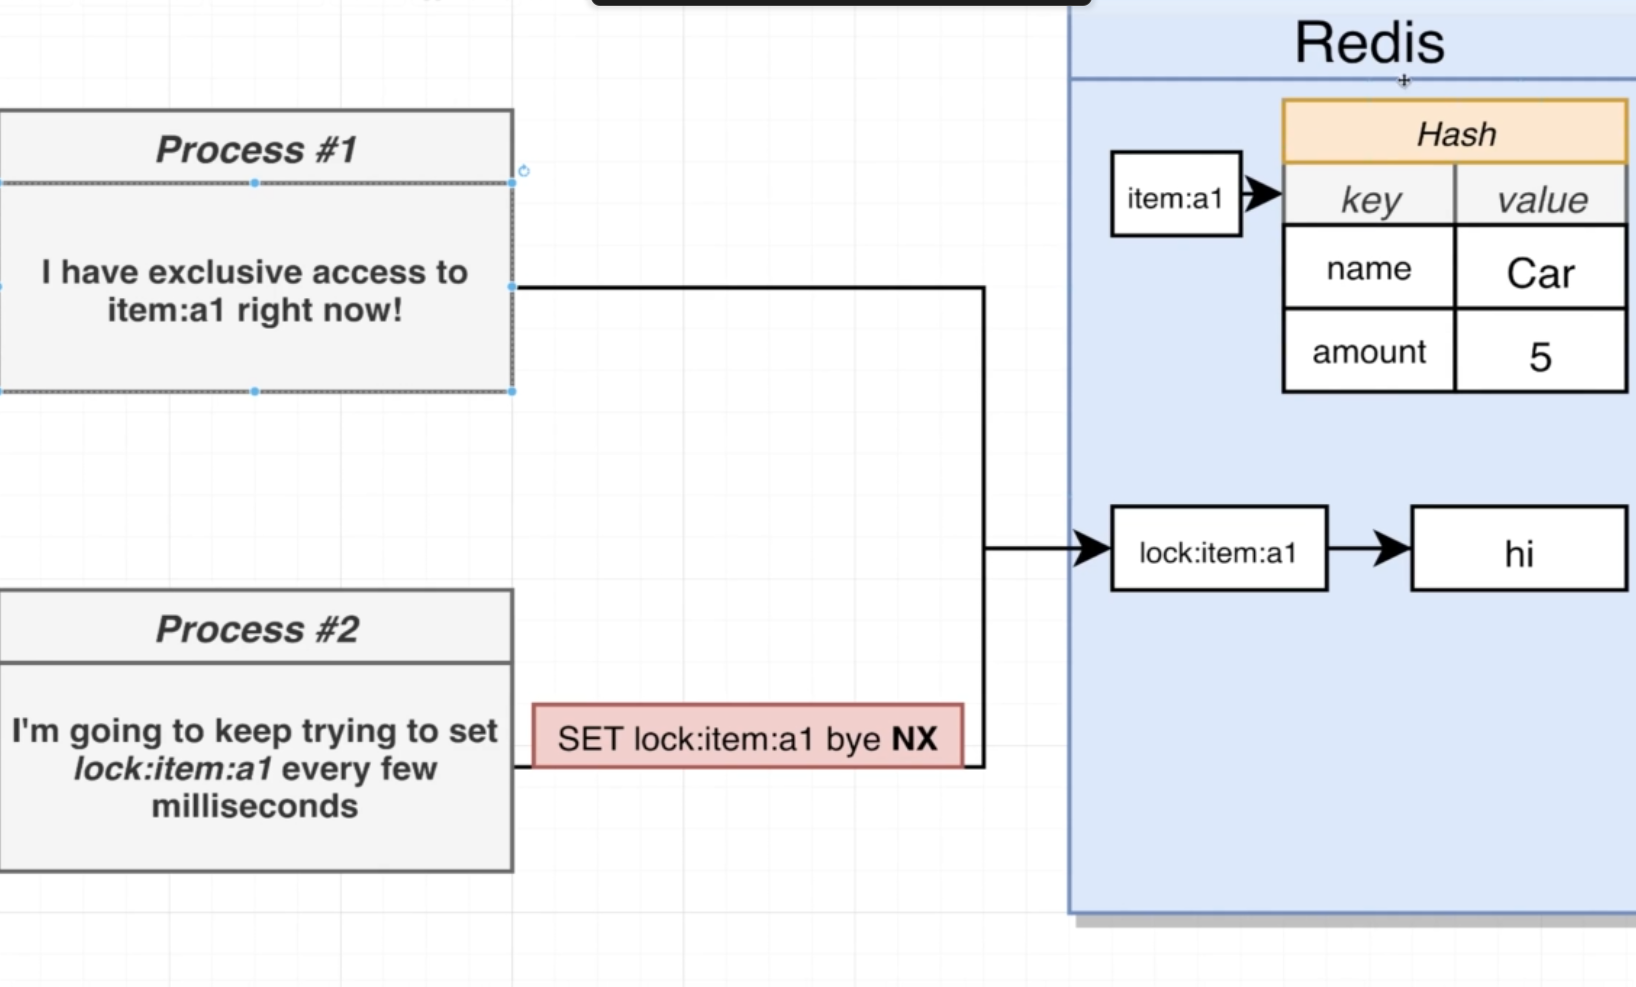 Redis
Process #1
I have exclusive access to
item:a1 right now!
Hash
item:a1
key value
name Car
amount 5
lock:item:a1
hi
Process #2
I'm going to keep trying to set
lock:item:a1 every few
milliseconds
SET lock:item:a1 bye NX